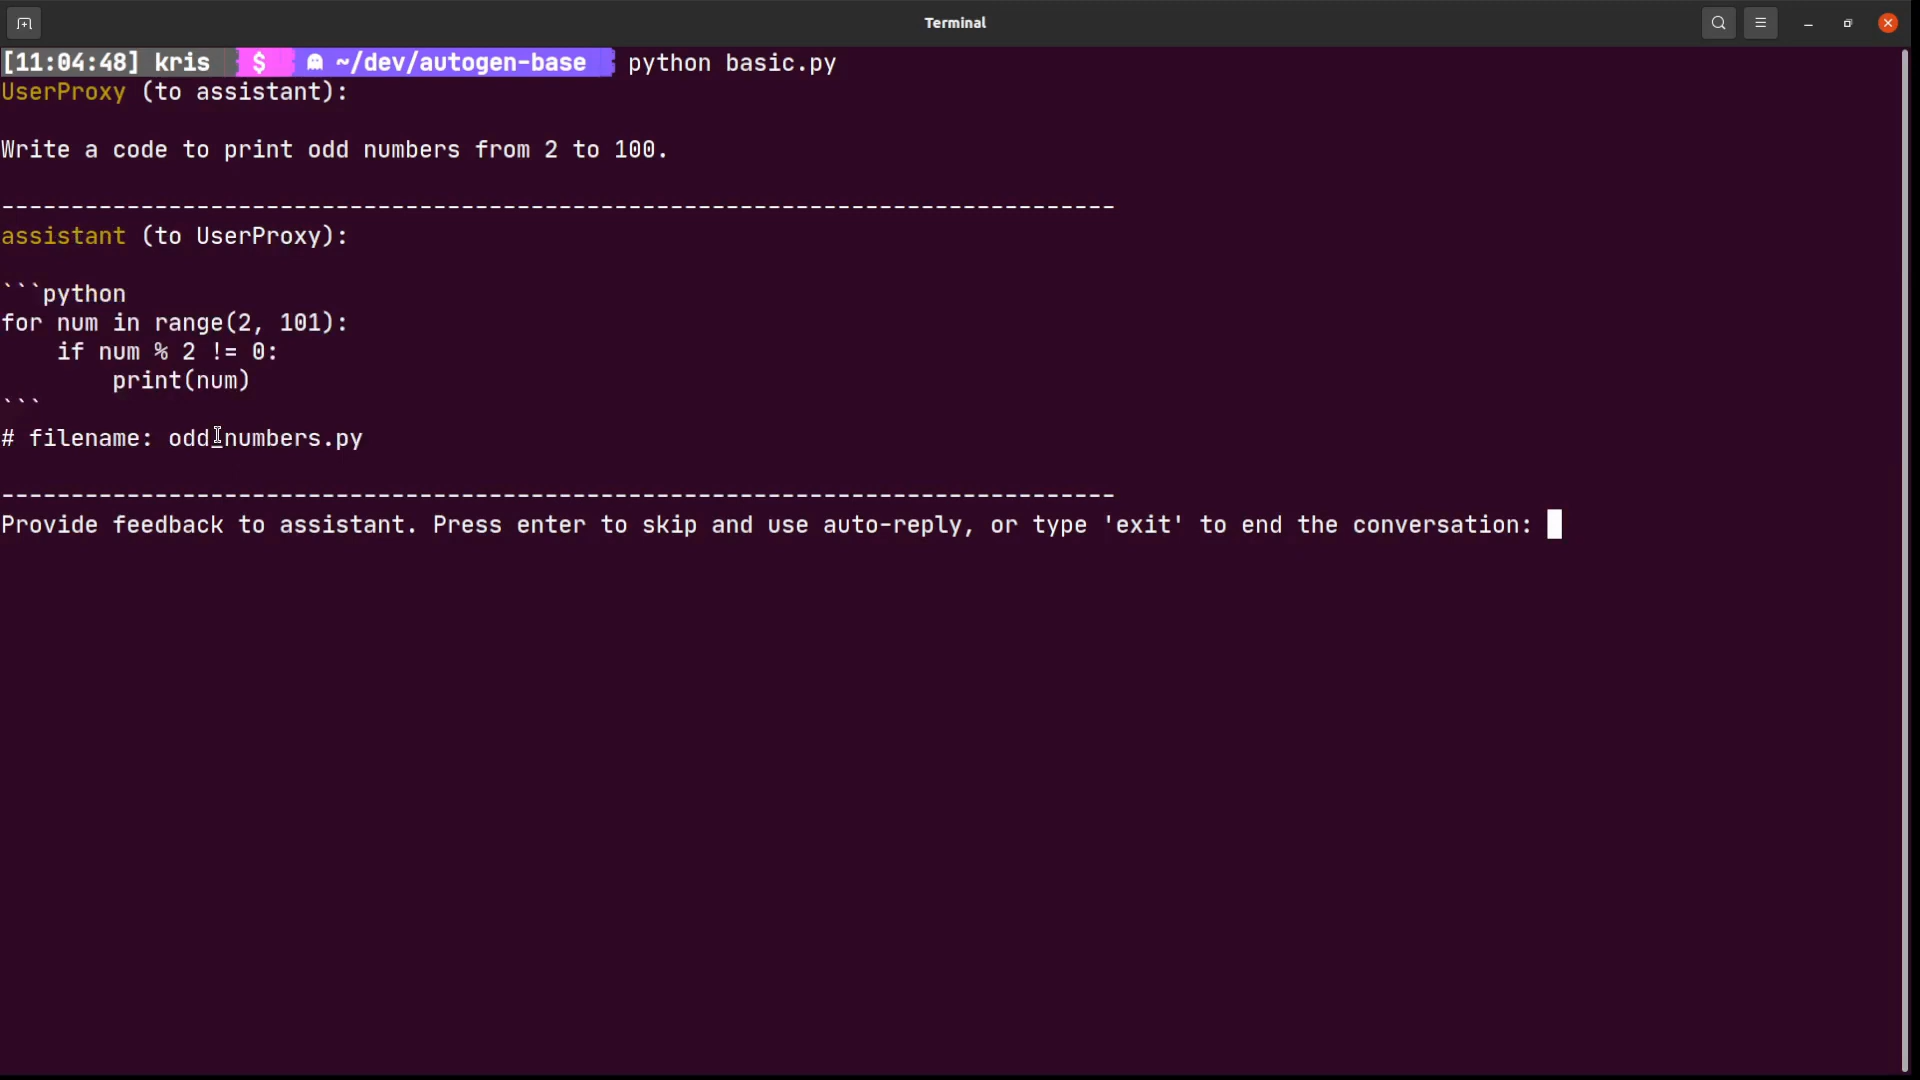 Terminal
[11:04:48] kris $ ~/dev/autogen-base python basic.py
UserProxy (to assistant):
Write a code to print odd numbers from 2 to 100.
--------------------------------------------------------------------------------
assistant (to UserProxy):
```python
for num in range(2, 101):
    if num % 2 != 0:
        print(num)
```
# filename: odd_numbers.py
--------------------------------------------------------------------------------
Provide feedback to assistant. Press enter to skip and use auto-reply, or type 'exit' to end the conversation: